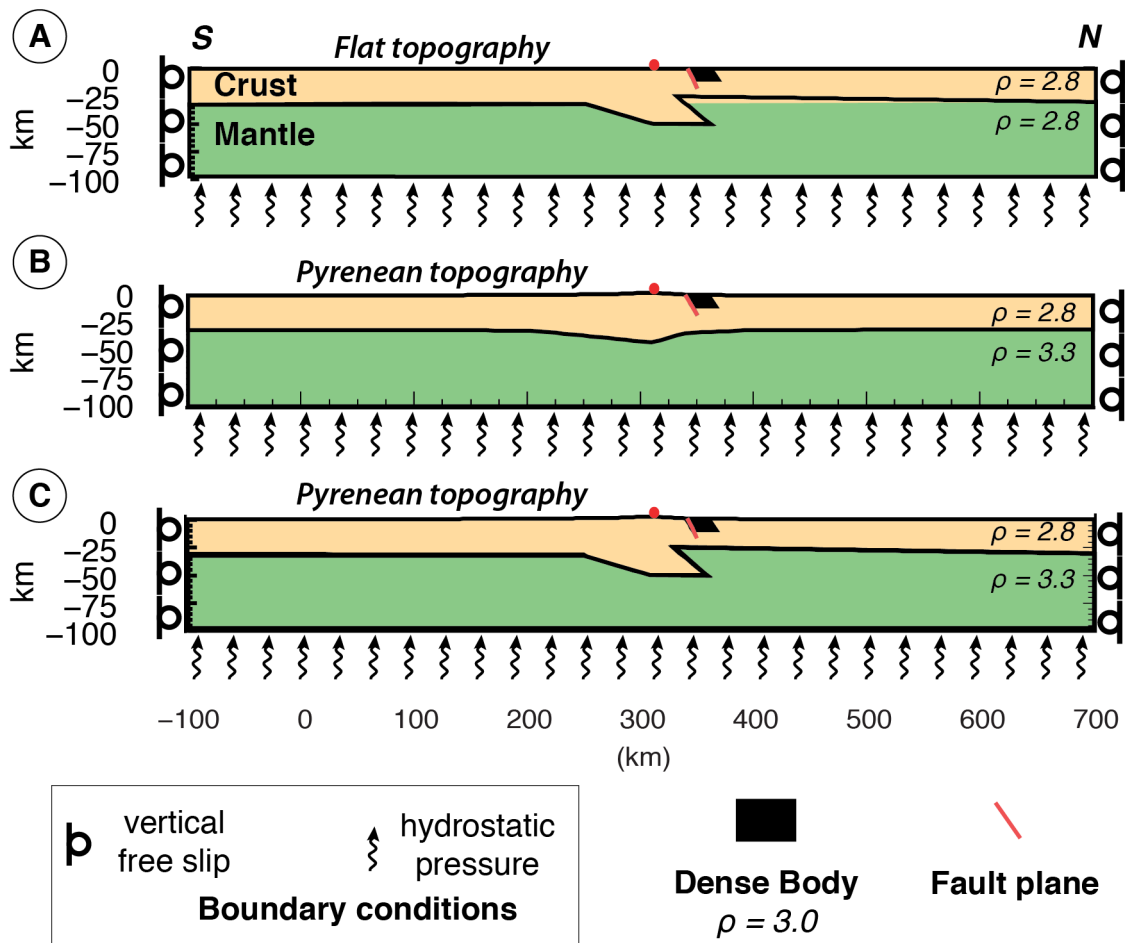 A
S
Flat topography
N
0
−25
−50
−75
−100
km
Crust
Mantle
ρ = 2.8
ρ = 2.8
B
Pyrenean topography
0
−25
−50
−75
−100
km
ρ = 2.8
ρ = 3.3
C
Pyrenean topography
0
−25
−50
−75
−100
km
ρ = 2.8
ρ = 3.3
−100 0 100 200 300 400 500 600 700
(km)
vertical
free slip
hydrostatic
pressure
Boundary conditions
Dense Body
ρ = 3.0
Fault plane